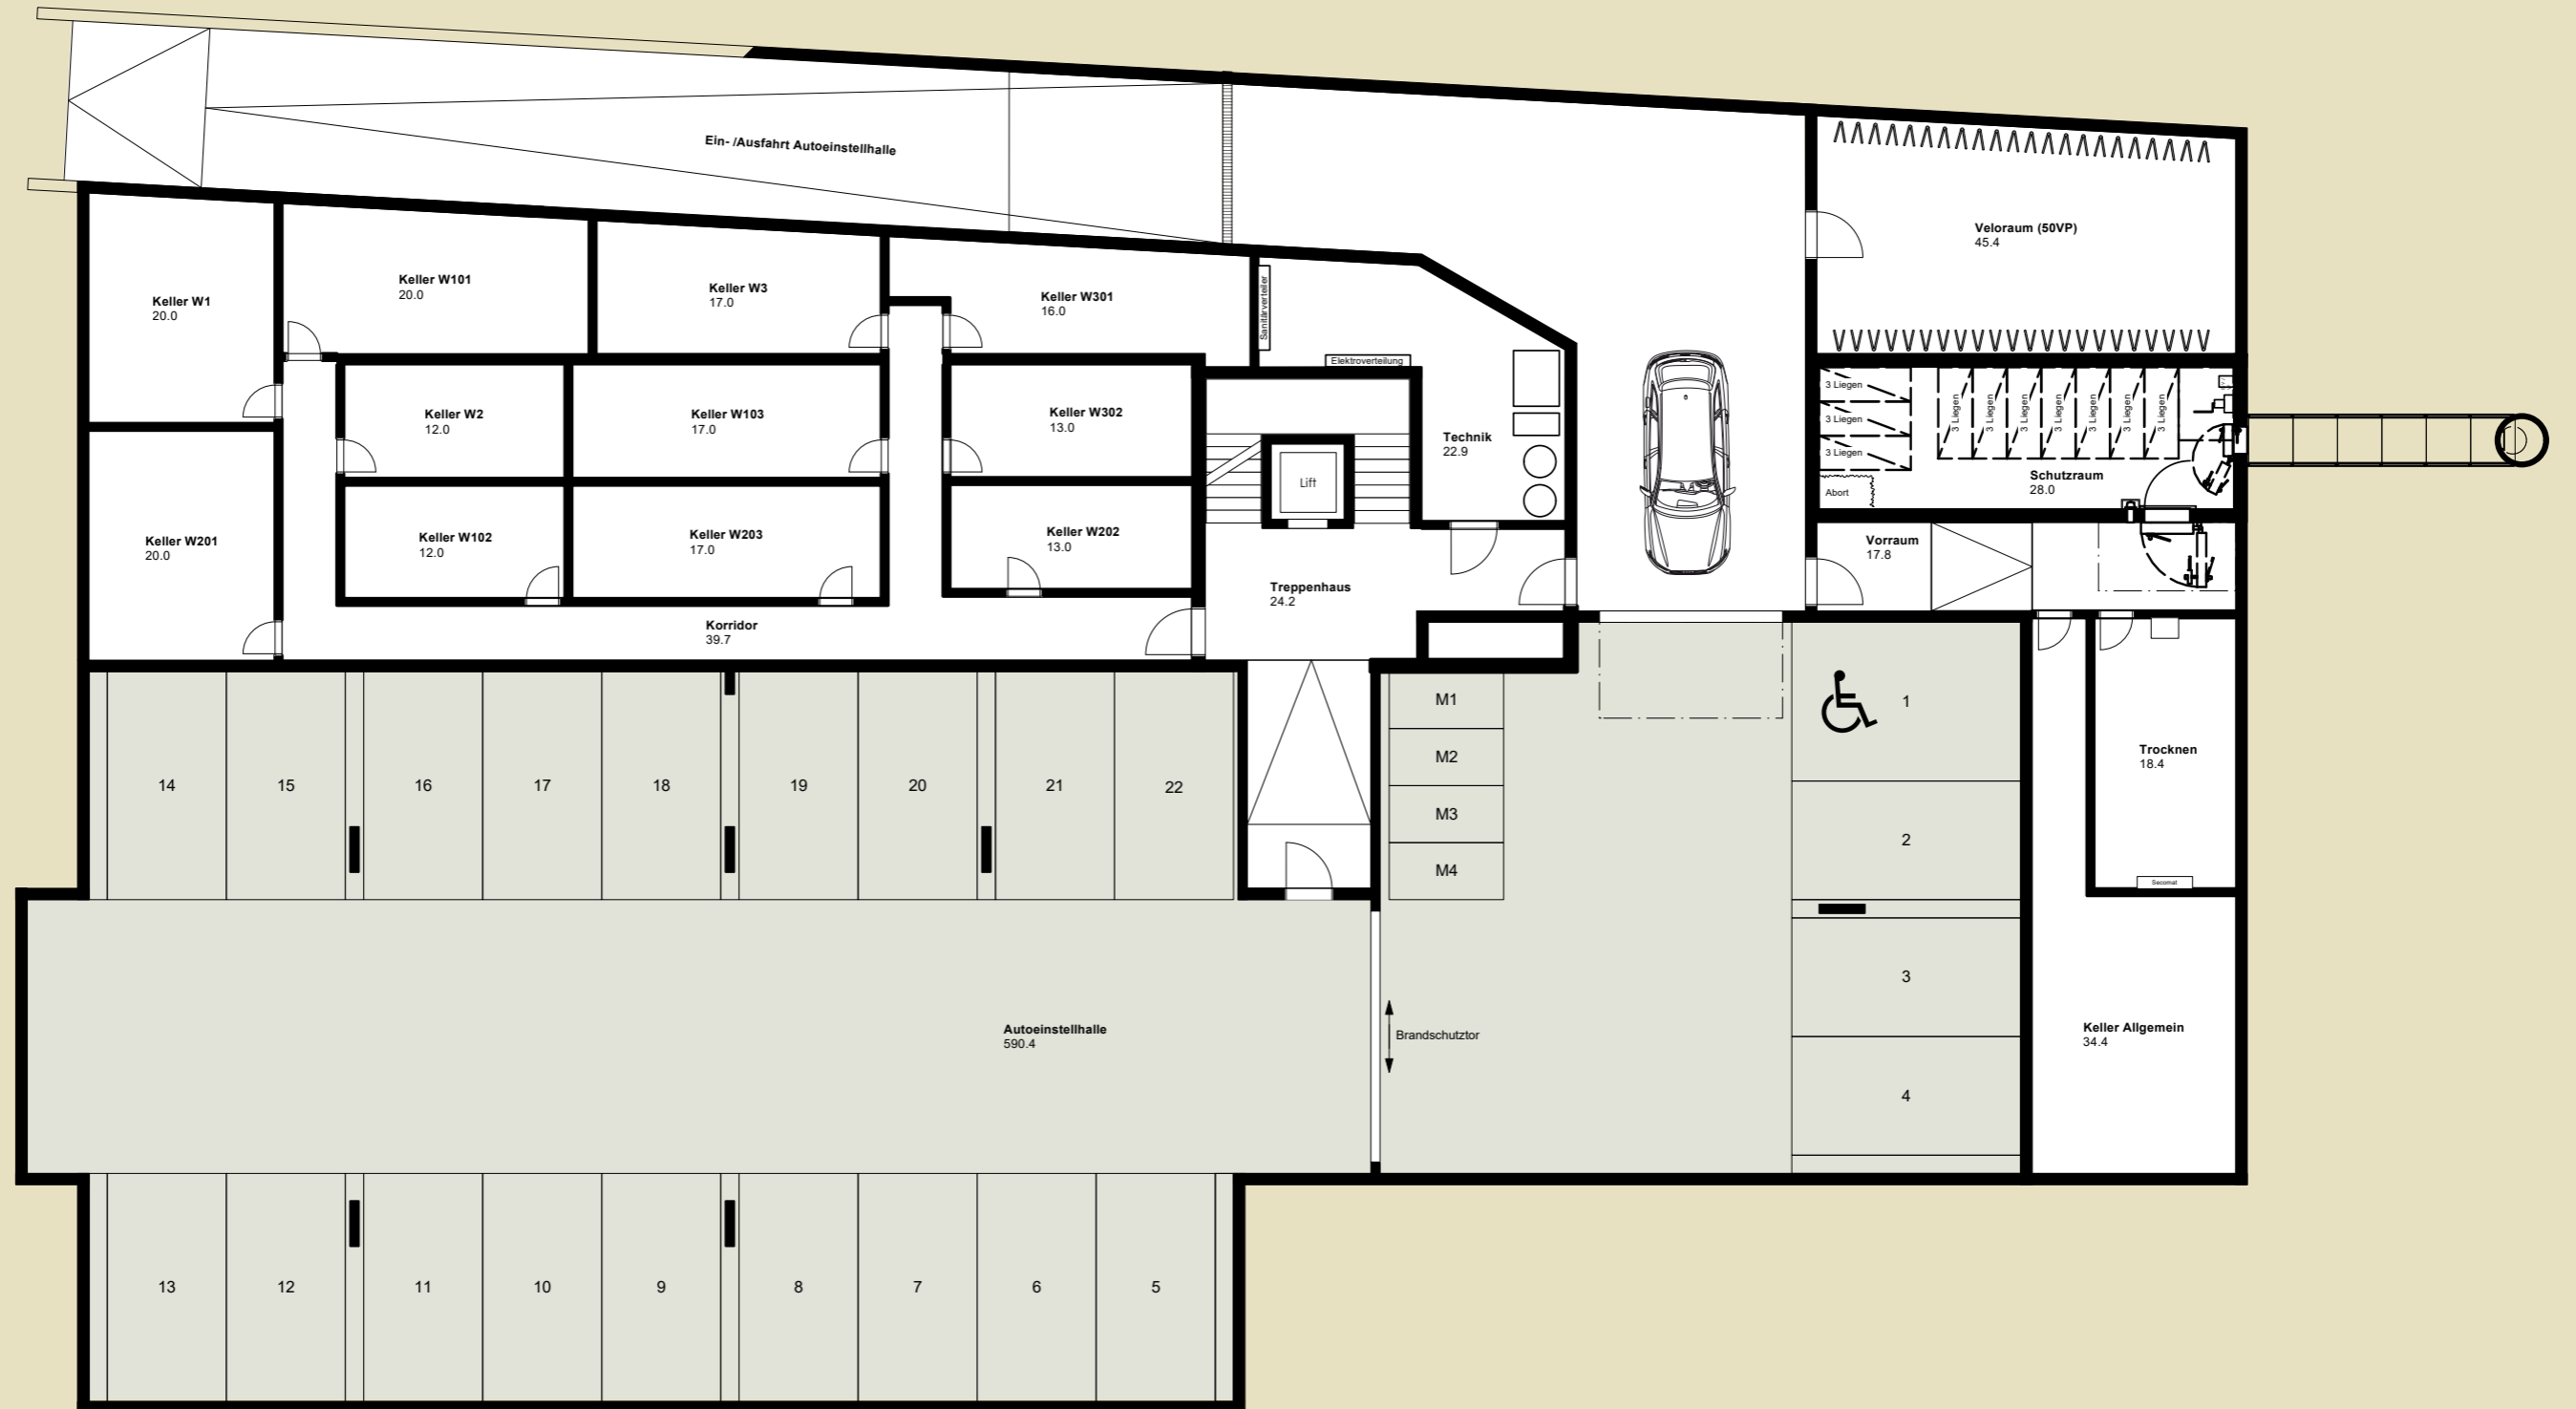 Ein- /Ausfahrt Autoeinstellhalle
Veloraum (50VP)
45.4
Keller W1
20.0
Keller W101
20.0
Keller W3
17.0
Keller W301
16.0
Sanitärverteiler
Elektroverteilung
Keller W2
12.0
Keller W103
17.0
Keller W302
13.0
Technik
22.9
Lift
3 Liegen
3 Liegen
3 Liegen
3 Liegen
3 Liegen
3 Liegen
3 Liegen
3 Liegen
3 Liegen
3 Liegen
Schutzraum
28.0
Abort
Keller W201
20.0
Keller W102
12.0
Keller W203
17.0
Keller W202
13.0
Vorraum
17.8
Treppenhaus
24.2
Korridor
39.7
M1
M2
M3
M4
1
2
3
4
Trocknen
18.4
Secomat
14
15
16
17
18
19
20
21
22
Autoeinstellhalle
590.4
Brandschutztor
Keller Allgemein
34.4
13
12
11
10
9
8
7
6
5